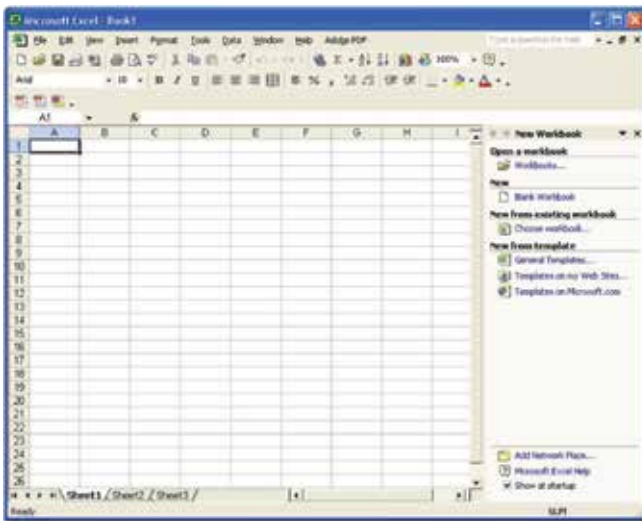 Microsoft Excel - Book1
File Edit View Insert Format Tools Data Window Help Adobe PDF
Arial 10 B I U
100%
A1 fx
A B C D E F G H I
1
2
3
4
5
6
7
8
9
10
11
12
13
14
15
16
17
18
19
20
21
22
23
24
25
26
New Workbook
Open a workbook
Workbooks...
New
Blank Workbook
New from existing workbook
Choose workbook...
New from template
General Templates...
Templates on my Web Sites...
Templates on Microsoft.com
Add Network Place...
Microsoft Excel Help
Show at startup
Sheet1 / Sheet2 / Sheet3 /
Ready NUM